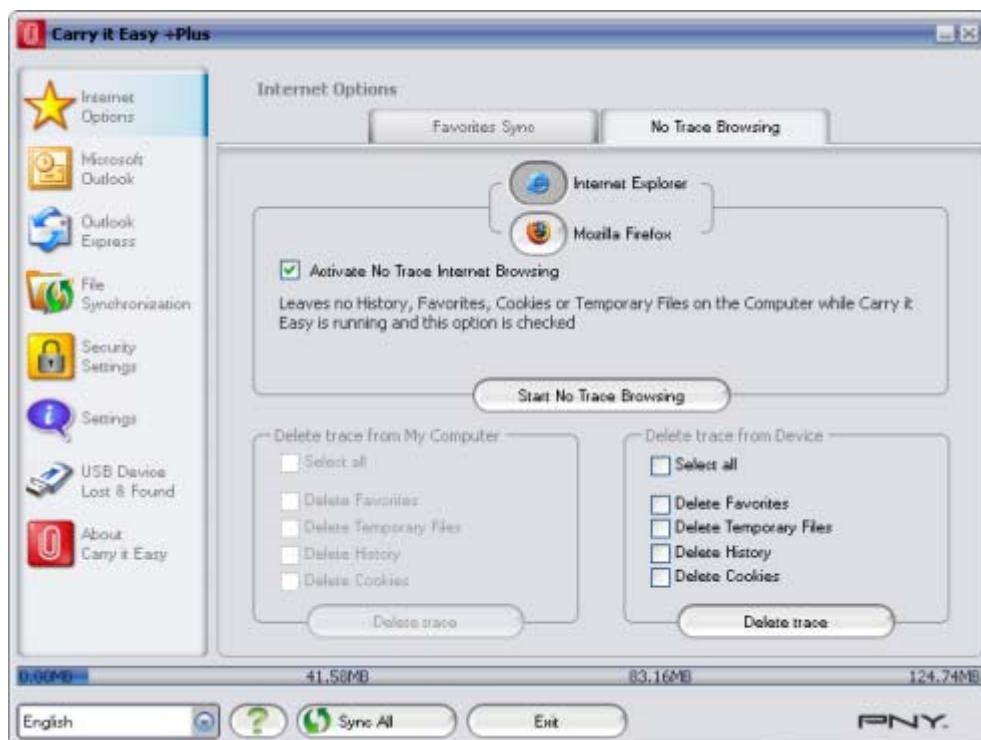 Carry it Easy +Plus
Internet
Options
Microsoft
Outlook
Outlook
Express
File
Synchronization
Security
Settings
Settings
USB Device
Lost & Found
About
Carry it Easy
Internet Options
Favorites Sync
No Trace Browsing
Internet Explorer
Mozilla Firefox
Activate No Trace Internet Browsing
Leaves no History, Favorites, Cookies or Temporary Files on the Computer while Carry it
Easy is running and this option is checked
Start No Trace Browsing
Delete trace from My Computer
Select all
Delete Favorites
Delete Temporary Files
Delete History
Delete Cookies
Delete trace
Delete trace from Device
Select all
Delete Favorites
Delete Temporary Files
Delete History
Delete Cookies
Delete trace
0.00MB
41.58MB
83.16MB
124.74MB
English
?
Sync All
Exit
PNY.